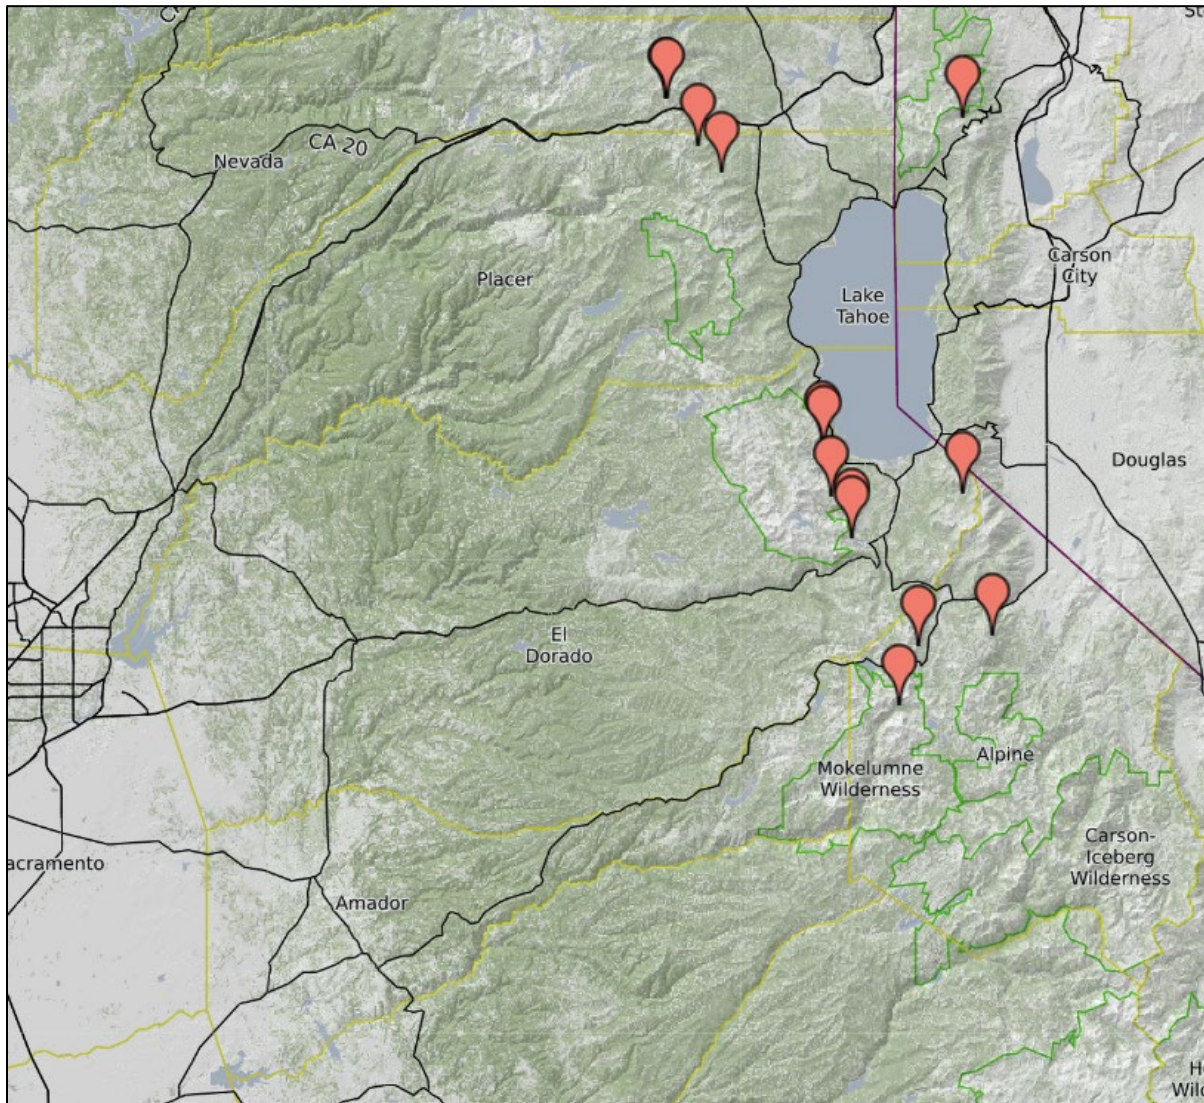 Nevada
CA 20
Placer
Lake
Tahoe
Carson
City
Douglas
El
Dorado
Alpine
Mokelumne
Wilderness
Carson-
Iceberg
Wilderness
acramento
Amador